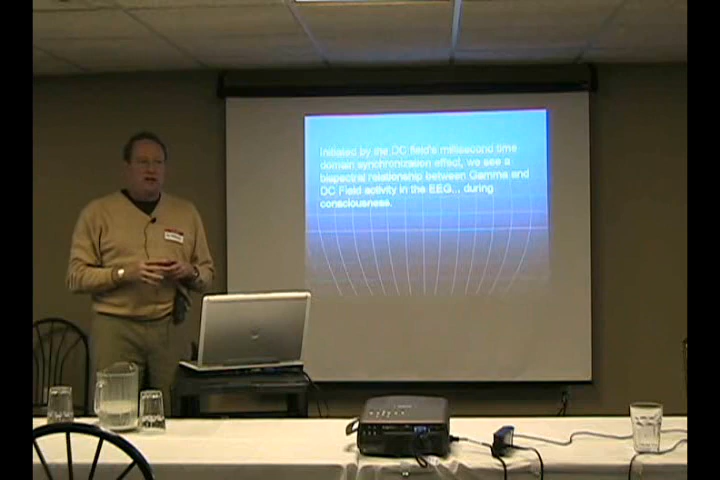 Initiated by the DC field's millisecond time
domain synchronization effect, we see a
bispectral relationship between Gamma and
DC Field activity in the EEG... during
consciousness.